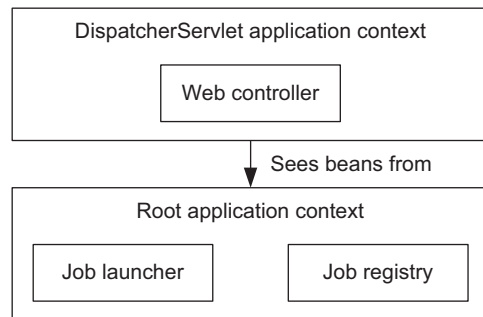 DispatcherServlet application context
Web controller
Sees beans from
Root application context
Job launcher
Job registry